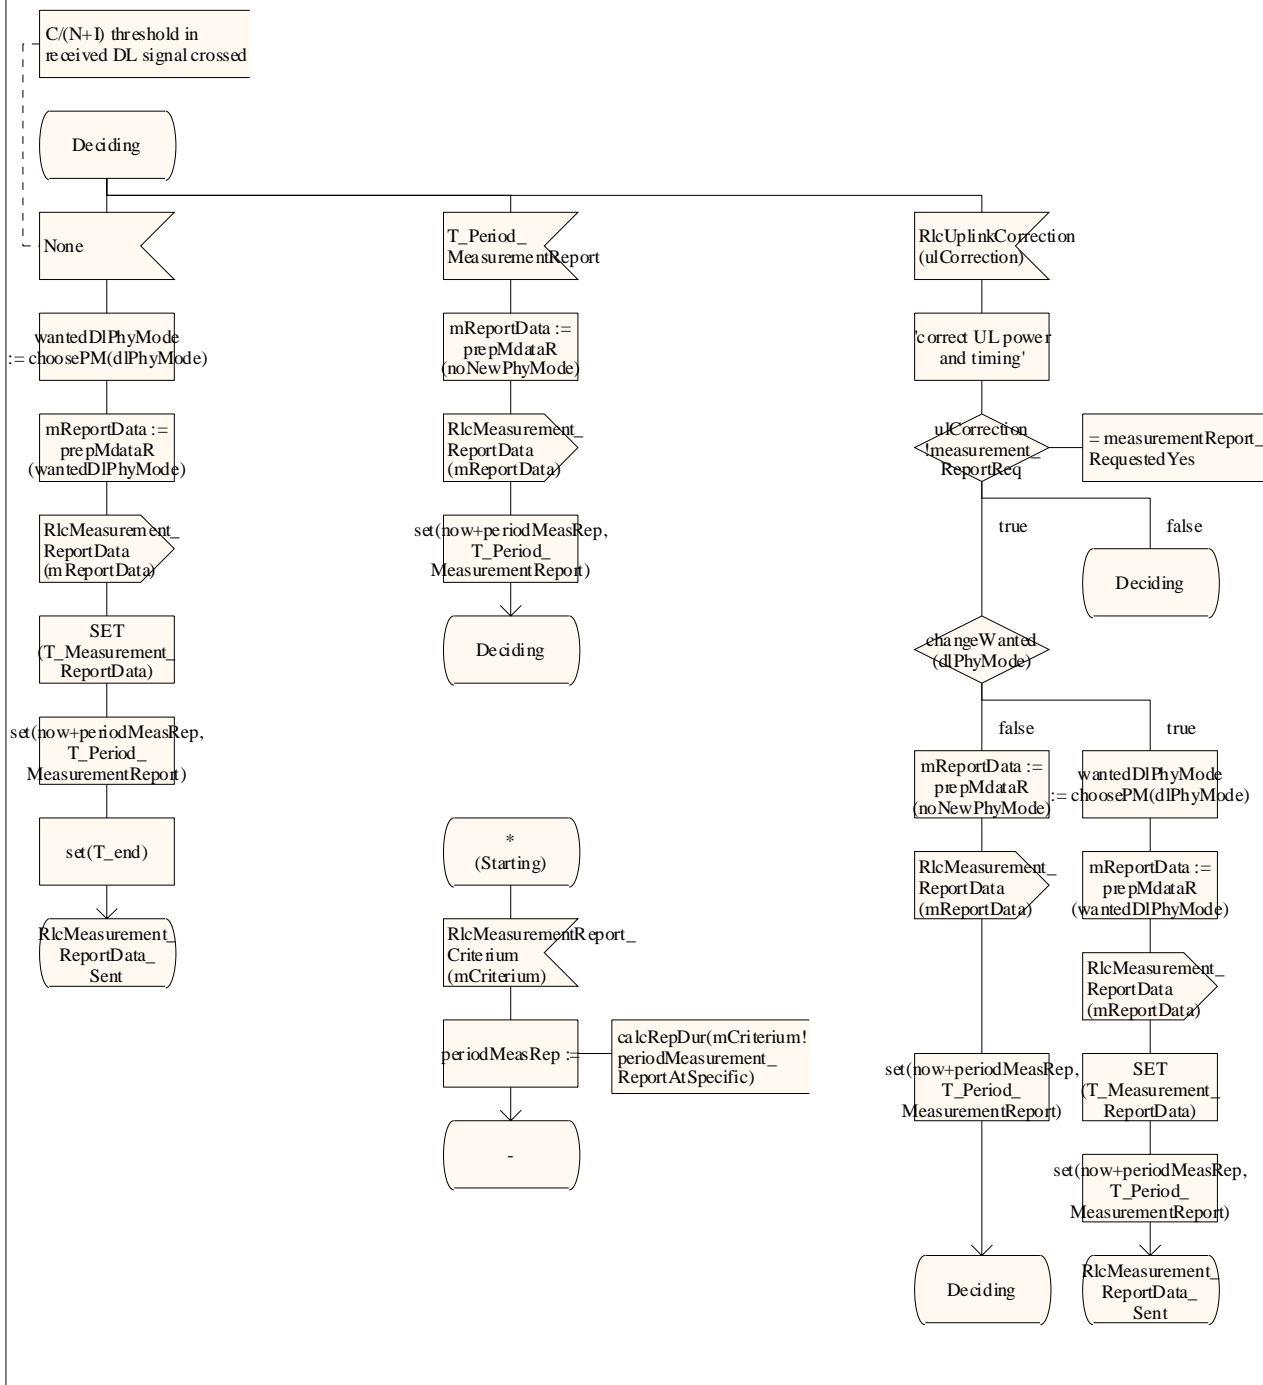 C/(N+I) threshold in
received DL signal crossed
Deciding
None
wantedDlPhyMode
:= choosePM(dlPhyMode)
mReportData :=
prepMdataR
(wantedDlPhyMode)
RlcMeasurement_
ReportData
(mReportData)
SET
(T_Measurement_
ReportData)
set(now+periodMeasRep,
T_Period_
MeasurementReport)
set(T_end)
RlcMeasurement_
ReportData_
Sent
T_Period_
MeasurementReport
mReportData :=
prepMdataR
(noNewPhyMode)
RlcMeasurement_
ReportData
(mReportData)
set(now+periodMeasRep,
T_Period_
MeasurementReport)
Deciding
*
(Starting)
RlcMeasurementReport_
Criterium
(mCriterium)
periodMeasRep :=
calcRepDur(mCriterium!
periodMeasurement_
ReportAtSpecific)
-
RlcUplinkCorrection
(ulCorrection)
'correct UL power
and timing'
ulCorrection
!measurement_
ReportReq
= measurementReport_
RequestedYes
true
false
Deciding
changeWanted
(dlPhyMode)
false
true
mReportData :=
prepMdataR
(noNewPhyMode)
RlcMeasurement_
ReportData
(mReportData)
set(now+periodMeasRep,
T_Period_
MeasurementReport)
Deciding
wantedDlPhyMode
:= choosePM(dlPhyMode)
mReportData :=
prepMdataR
(wantedDlPhyMode)
RlcMeasurement_
ReportData
(mReportData)
SET
(T_Measurement_
ReportData)
set(now+periodMeasRep,
T_Period_
MeasurementReport)
RlcMeasurement_
ReportData_
Sent